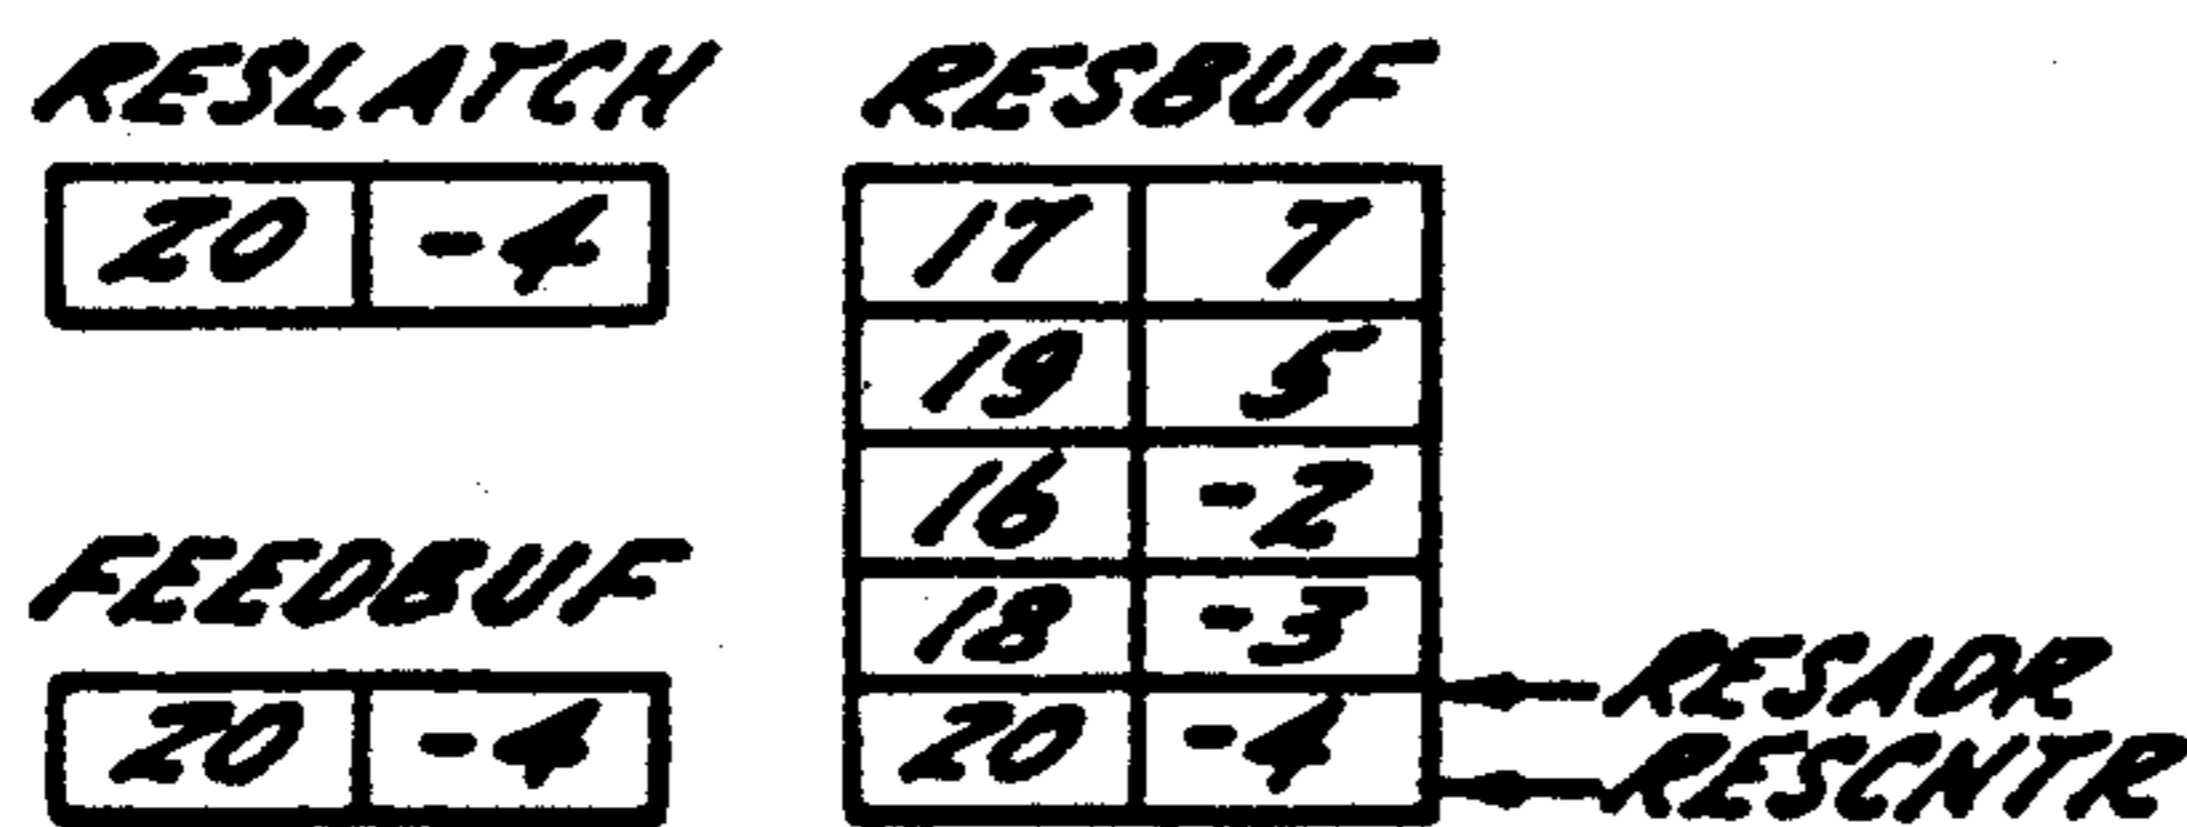 RESLATCH RESBUF
20 -4 17 7
19 5
16 -2
FEEDBUF
18 -3
RESADR
20 -4 20 -4
RESCNTR